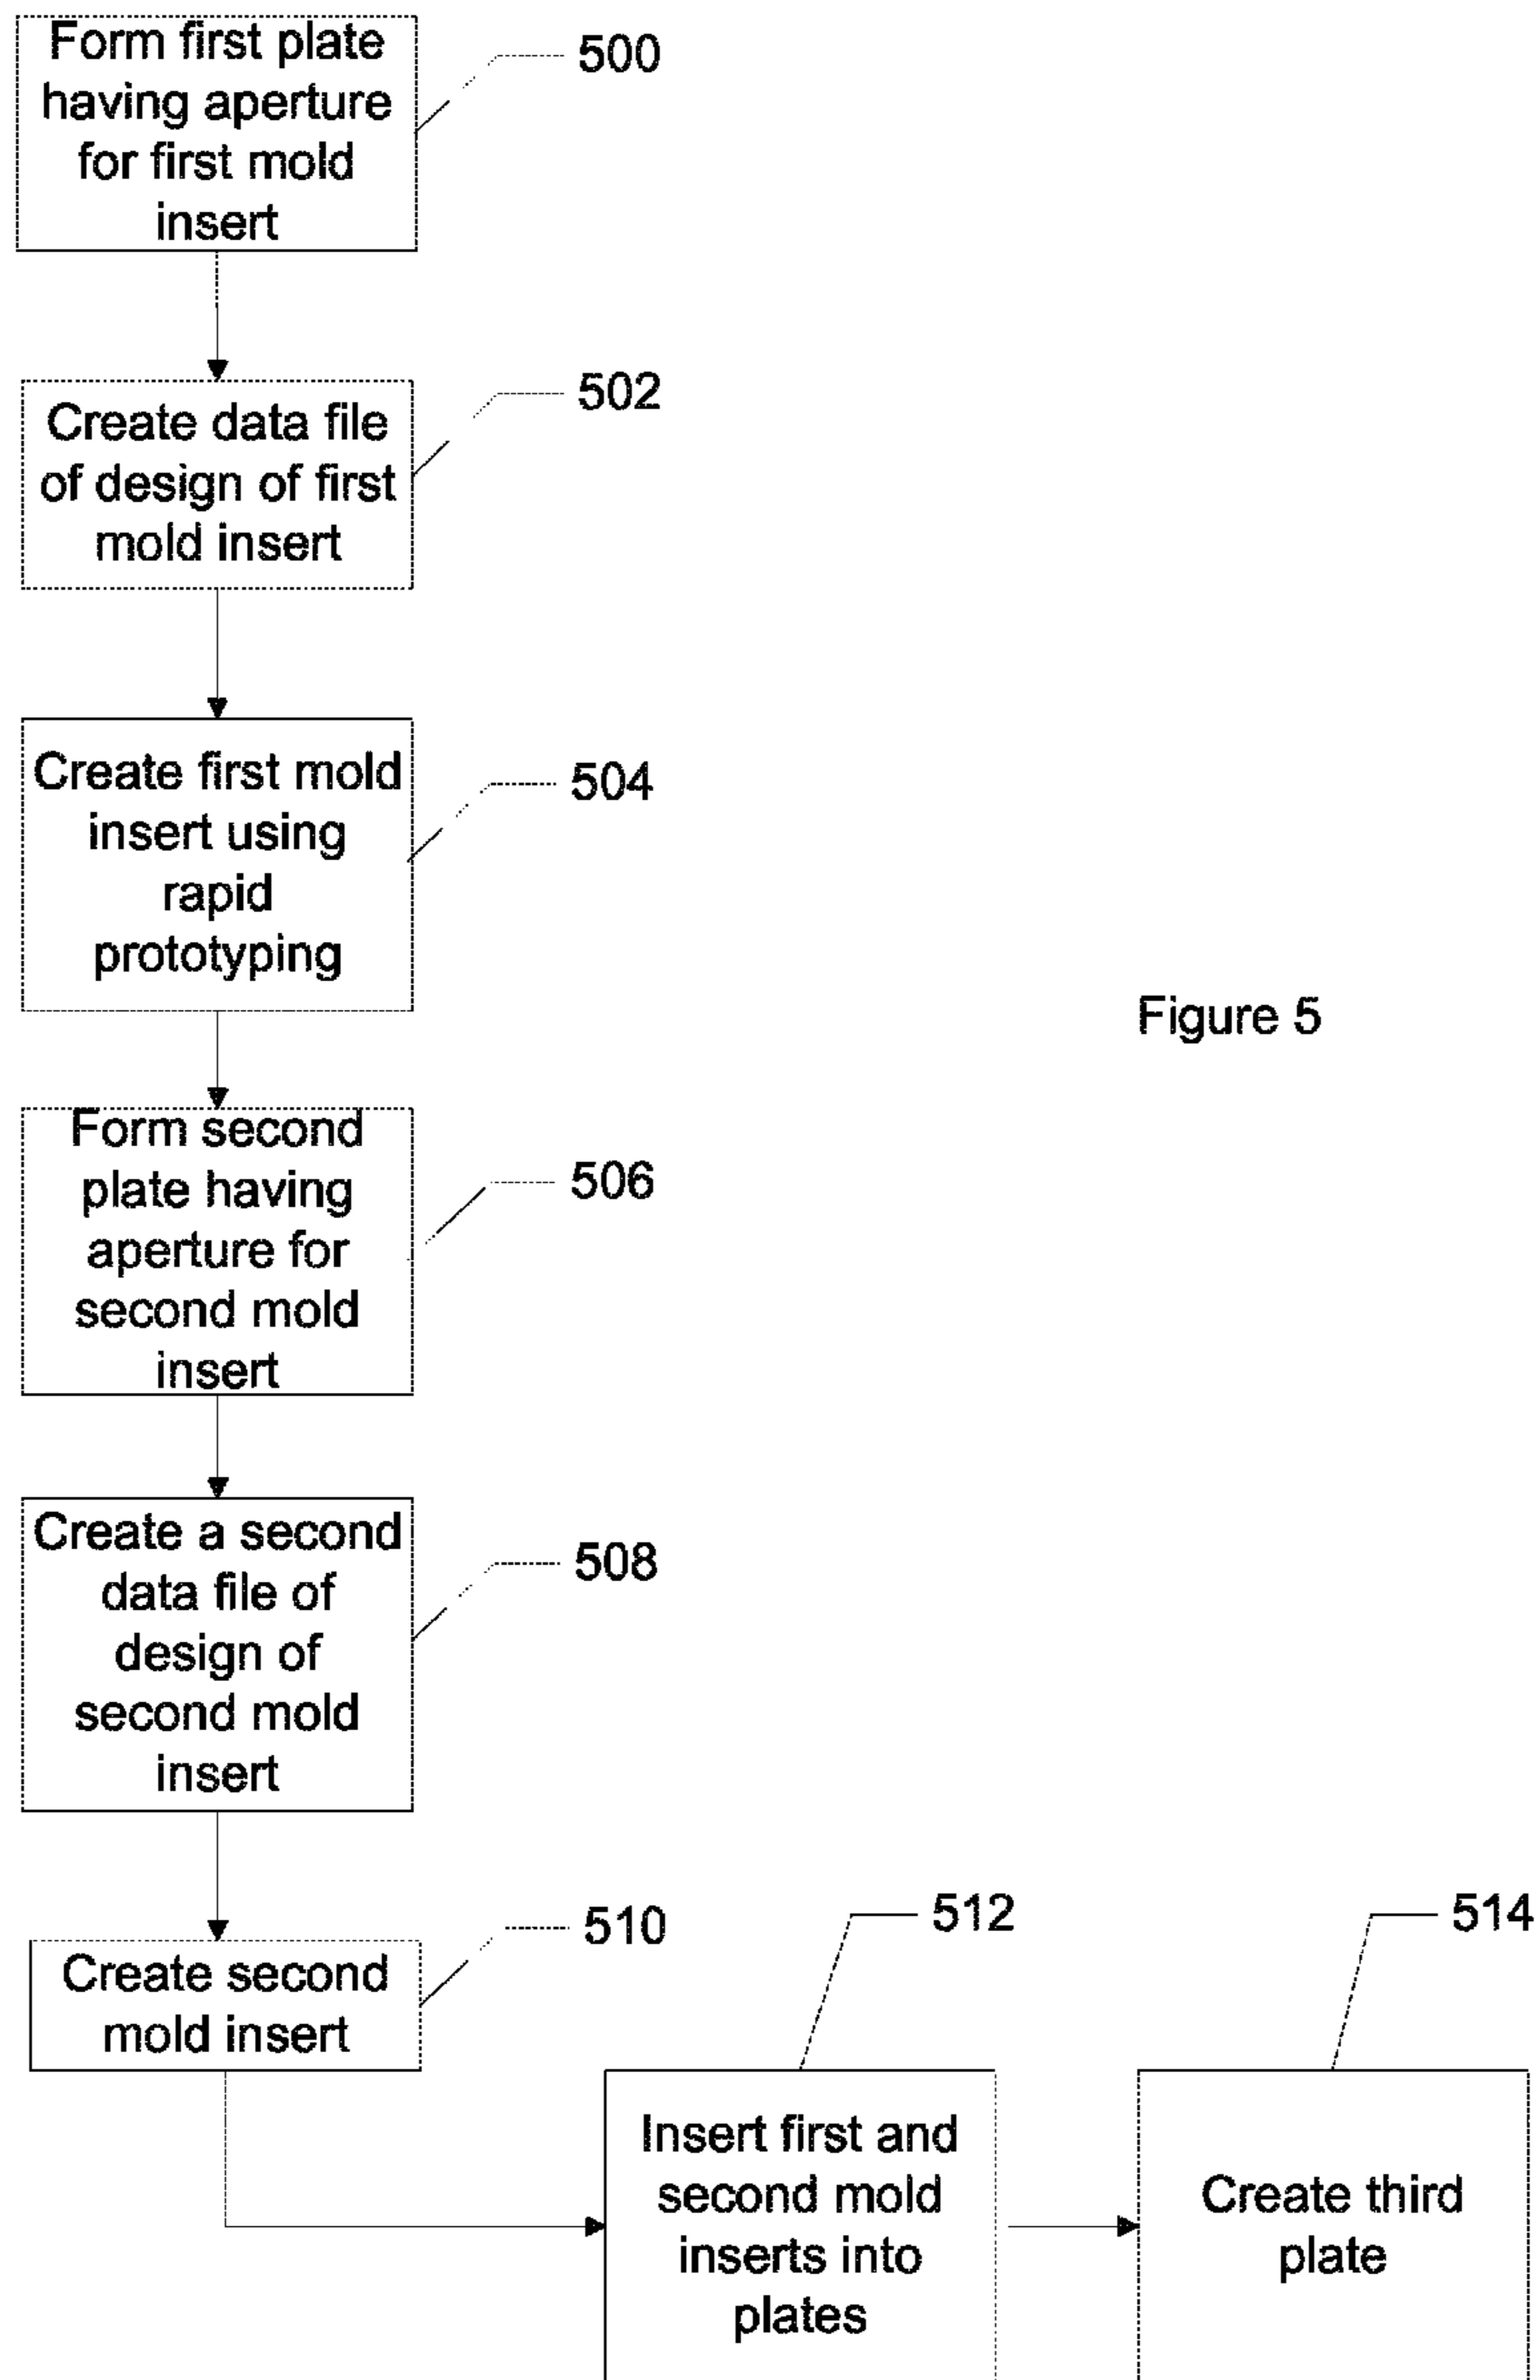 Form first plate
having aperture
for first mold
insert
500
Create data file
of design of first
mold insert
502
Create first mold
insert using
rapid
prototyping
504
Figure 5
Form second
plate having
aperture for
second mold
insert
506
Create a second
data file of
design of
second mold
insert
508
Create second
mold insert
510
512
Insert first and
second mold
inserts into
plates
514
Create third
plate